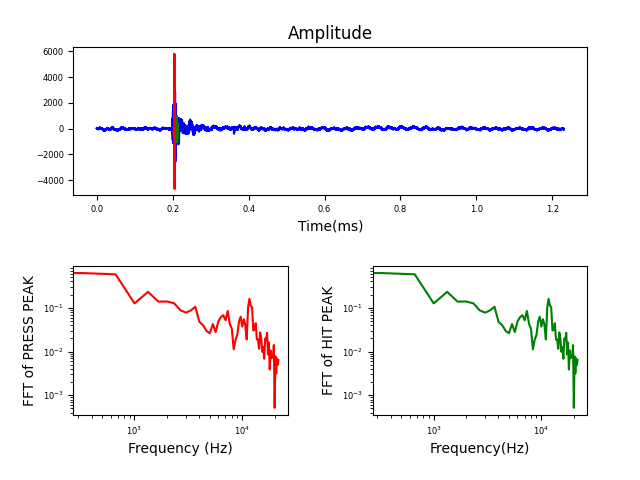 Amplitude
6000
4000
2000
0
−2000
−4000
0.0 0.2 0.4 0.6 0.8 1.0 1.2
Time(ms)
FFT of PRESS PEAK
10⁻¹
10⁻²
10⁻³
10³ 10⁴
Frequency (Hz)
FFT of HIT PEAK
10⁻¹
10⁻²
10⁻³
10³ 10⁴
Frequency(Hz)